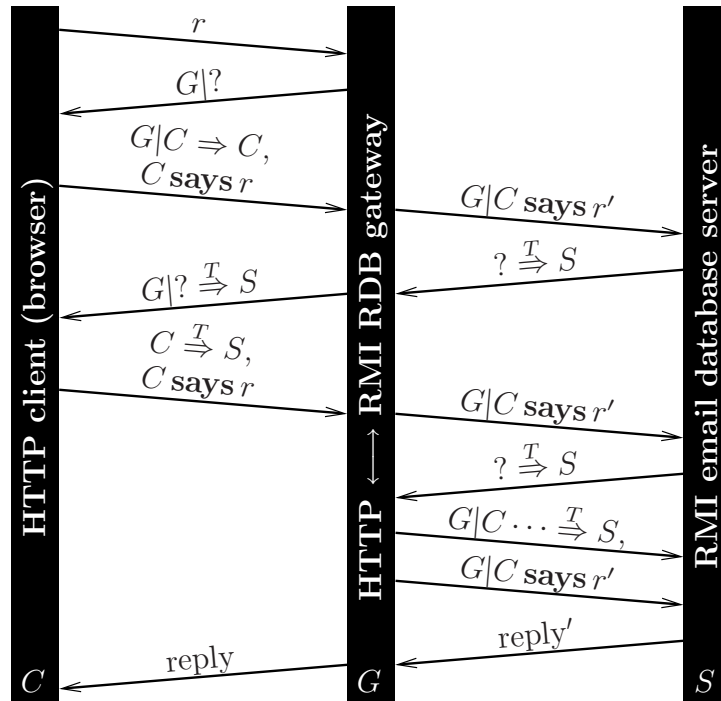 r
G|?
G|C ⇒ C,
C says r
G|C says r′
? ⇒ᵀ S
G|? ⇒ᵀ S
C ⇒ᵀ S,
C says r
G|C says r′
? ⇒ᵀ S
G|C ⋯ ⇒ᵀ S,
G|C says r′
reply′
reply
HTTP client (browser)
C
HTTP ⟷ RMI RDB gateway
G
RMI email database server
S